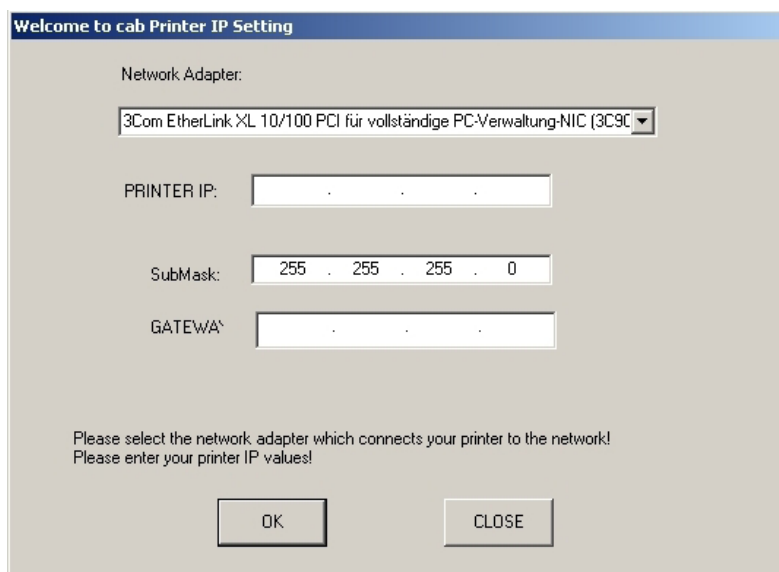 Welcome to cab Printer IP Setting
Network Adapter:
3Com EtherLink XL 10/100 PCI für vollständige PC-Verwaltung-NIC (3C90
PRINTER IP: . . .
SubMask: 255 . 255 . 255 . 0
GATEWA . . .
Please select the network adapter which connects your printer to the network!
Please enter your printer IP values!
OK CLOSE